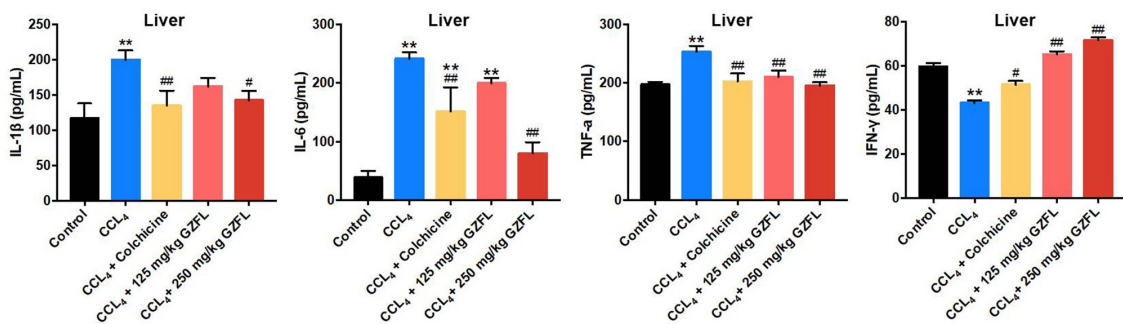 Liver
IL-1β (pg/mL)
250
200
150
100
50
0
**
##
#
Control
CCL₄
CCL₄ + Colchicine
CCL₄ + 125 mg/kg GZFL
CCL₄+ 250 mg/kg GZFL
Liver
IL-6 (pg/mL)
300
200
100
0
**
**
##
**
##
Control
CCL₄
CCL₄ + Colchicine
CCL₄ + 125 mg/kg GZFL
CCL₄+ 250 mg/kg GZFL
Liver
TNF-a (pg/mL)
300
200
100
0
**
##
##
##
Control
CCL₄
CCL₄ + Colchicine
CCL₄ + 125 mg/kg GZFL
CCL₄+ 250 mg/kg GZFL
Liver
IFN-γ (pg/mL)
80
60
40
20
0
**
#
##
##
Control
CCL₄
CCL₄ + Colchicine
CCL₄ + 125 mg/kg GZFL
CCL₄+ 250 mg/kg GZFL